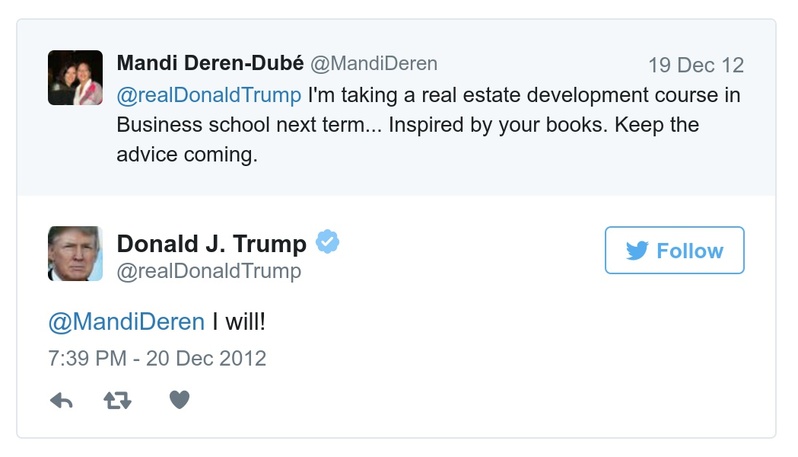 Mandi Deren-Dubé @MandiDeren 19 Dec 12
@realDonaldTrump I'm taking a real estate development course in
Business school next term... Inspired by your books. Keep the
advice coming.
Donald J. Trump
@realDonaldTrump
Follow
@MandiDeren I will!
7:39 PM - 20 Dec 2012